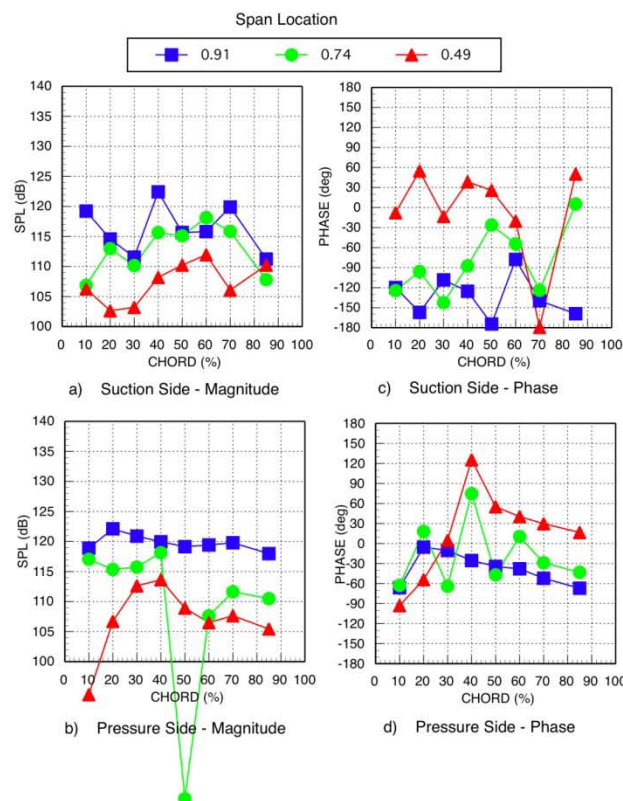 Span Location
0.91 0.74 0.49
140
135
130
125
120
115
110
105
100
SPL (dB)
0 10 20 30 40 50 60 70 80 90 100
CHORD (%)
a) Suction Side - Magnitude
180
150
120
90
60
30
0
-30
-60
-90
-120
-150
-180
PHASE (deg)
0 10 20 30 40 50 60 70 80 90 100
CHORD (%)
c) Suction Side - Phase
140
135
130
125
120
115
110
105
100
SPL (dB)
0 10 20 30 40 50 60 70 80 90 100
CHORD (%)
b) Pressure Side - Magnitude
180
150
120
90
60
30
0
-30
-60
-90
-120
-150
-180
PHASE (deg)
0 10 20 30 40 50 60 70 80 90 100
CHORD (%)
d) Pressure Side - Phase